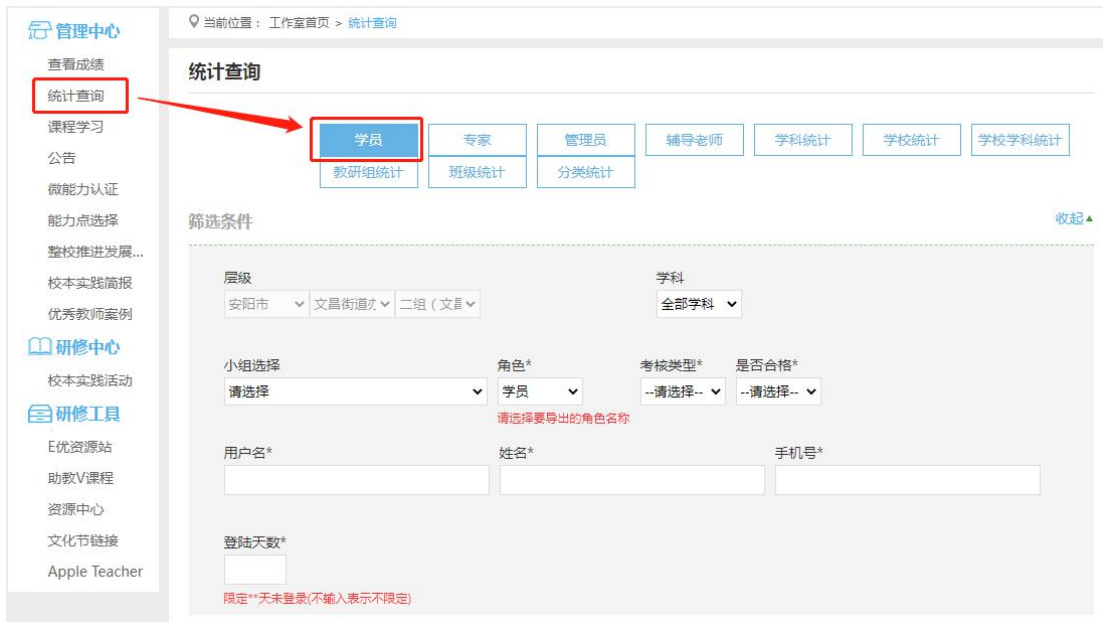 管理中心
查看成绩
统计查询
课程学习
公告
微能力认证
能力点选择
整校推进发展...
校本实践简报
优秀教师案例
研修中心
校本实践活动
研修工具
E优资源站
助教V课程
资源中心
文化节链接
Apple Teacher
当前位置： 工作室首页 > 统计查询
统计查询
学员 专家 管理员 辅导老师 学科统计 学校统计 学校学科统计
教研组统计 班级统计 分类统计
筛选条件 收起▲
层级 学科
安阳市 文昌街道 二组（文 全部学科
小组选择 角色* 考核类型* 是否合格*
请选择 学员 --请选择-- --请选择--
请选择要导出的角色名称
用户名* 姓名* 手机号*
登陆天数*
限定**天未登录(不输入表示不限定)